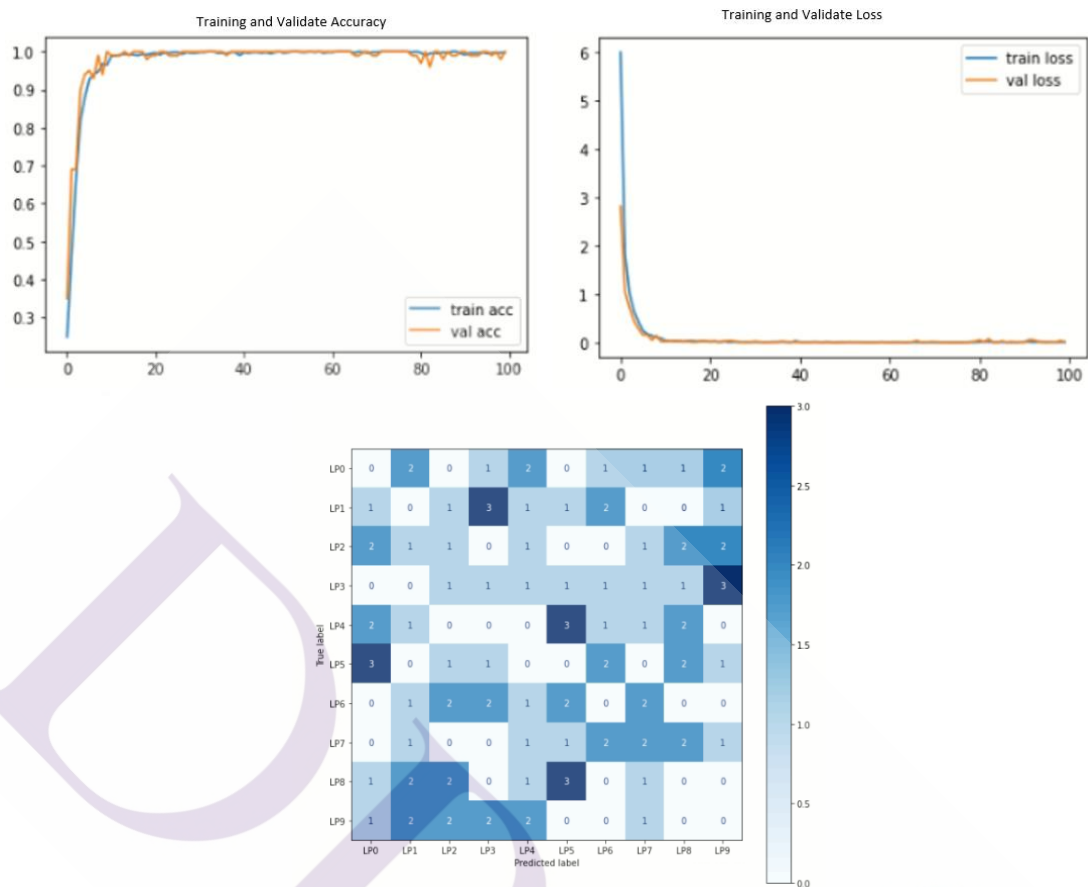 Training and Validate Accuracy
1.0
0.9
0.8
0.7
0.6
0.5
0.4
0.3
train acc
val acc
0 20 40 60 80 100
Training and Validate Loss
6
5
4
3
2
1
0
train loss
val loss
0 20 40 60 80 100
True label
LP0 0 2 0 1 2 0 1 1 1 2
LP1 1 0 1 3 1 1 2 0 0 1
LP2 2 1 1 0 1 0 0 1 2 2
LP3 0 0 1 1 1 1 1 1 1 3
LP4 2 1 0 0 0 3 1 1 2 0
LP5 3 0 1 1 0 0 2 0 2 1
LP6 0 1 2 2 1 2 0 2 0 0
LP7 0 1 0 0 1 1 2 2 2 1
LP8 1 2 2 0 1 3 0 1 0 0
LP9 1 2 2 2 2 0 0 1 0 0
LP0 LP1 LP2 LP3 LP4 LP5 LP6 LP7 LP8 LP9
Predicted label
3.0
2.5
2.0
1.5
1.0
0.5
0.0